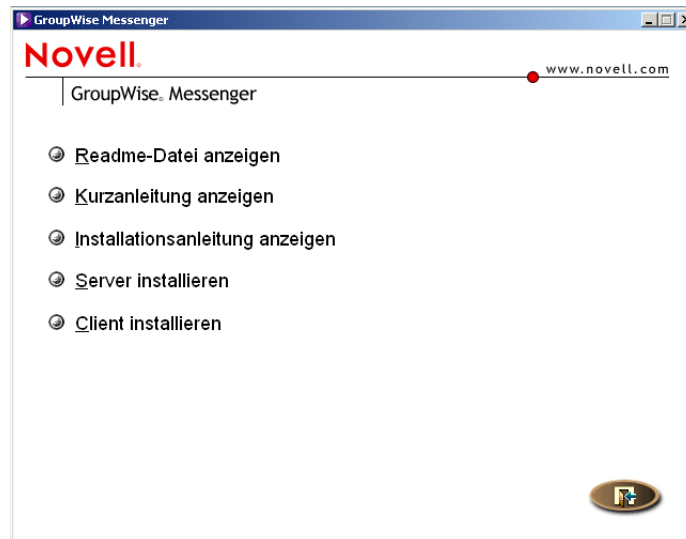 GroupWise Messenger
Novell.
www.novell.com
GroupWise® Messenger
Readme-Datei anzeigen
Kurzanleitung anzeigen
Installationsanleitung anzeigen
Server installieren
Client installieren